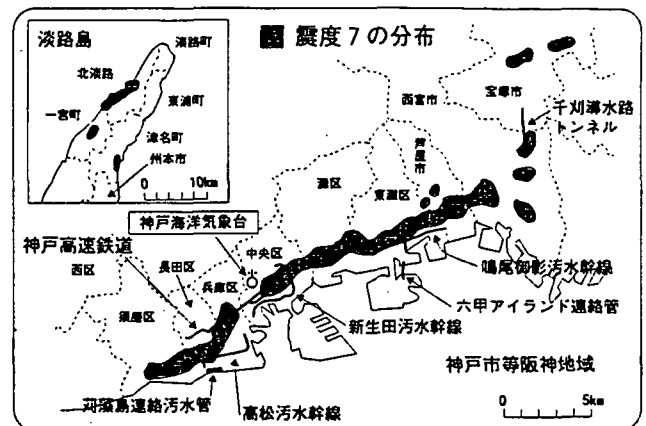 淡路島
淡路町
北淡路
東浦町
一宮町
津名町
州本市
0 10km
震度7の分布
西宮市
宝塚市
千刈導水路
トンネル
芦屋市
灘区
東灘区
神戸海洋気象台
神戸高速鉄道
中央区
西区
長田区
兵庫区
須磨区
鳴尾御影汚水幹線
六甲アイランド連絡管
新生田汚水幹線
神戸市等阪神地域
苅藻島連絡汚水管
高松汚水幹線
0 5km